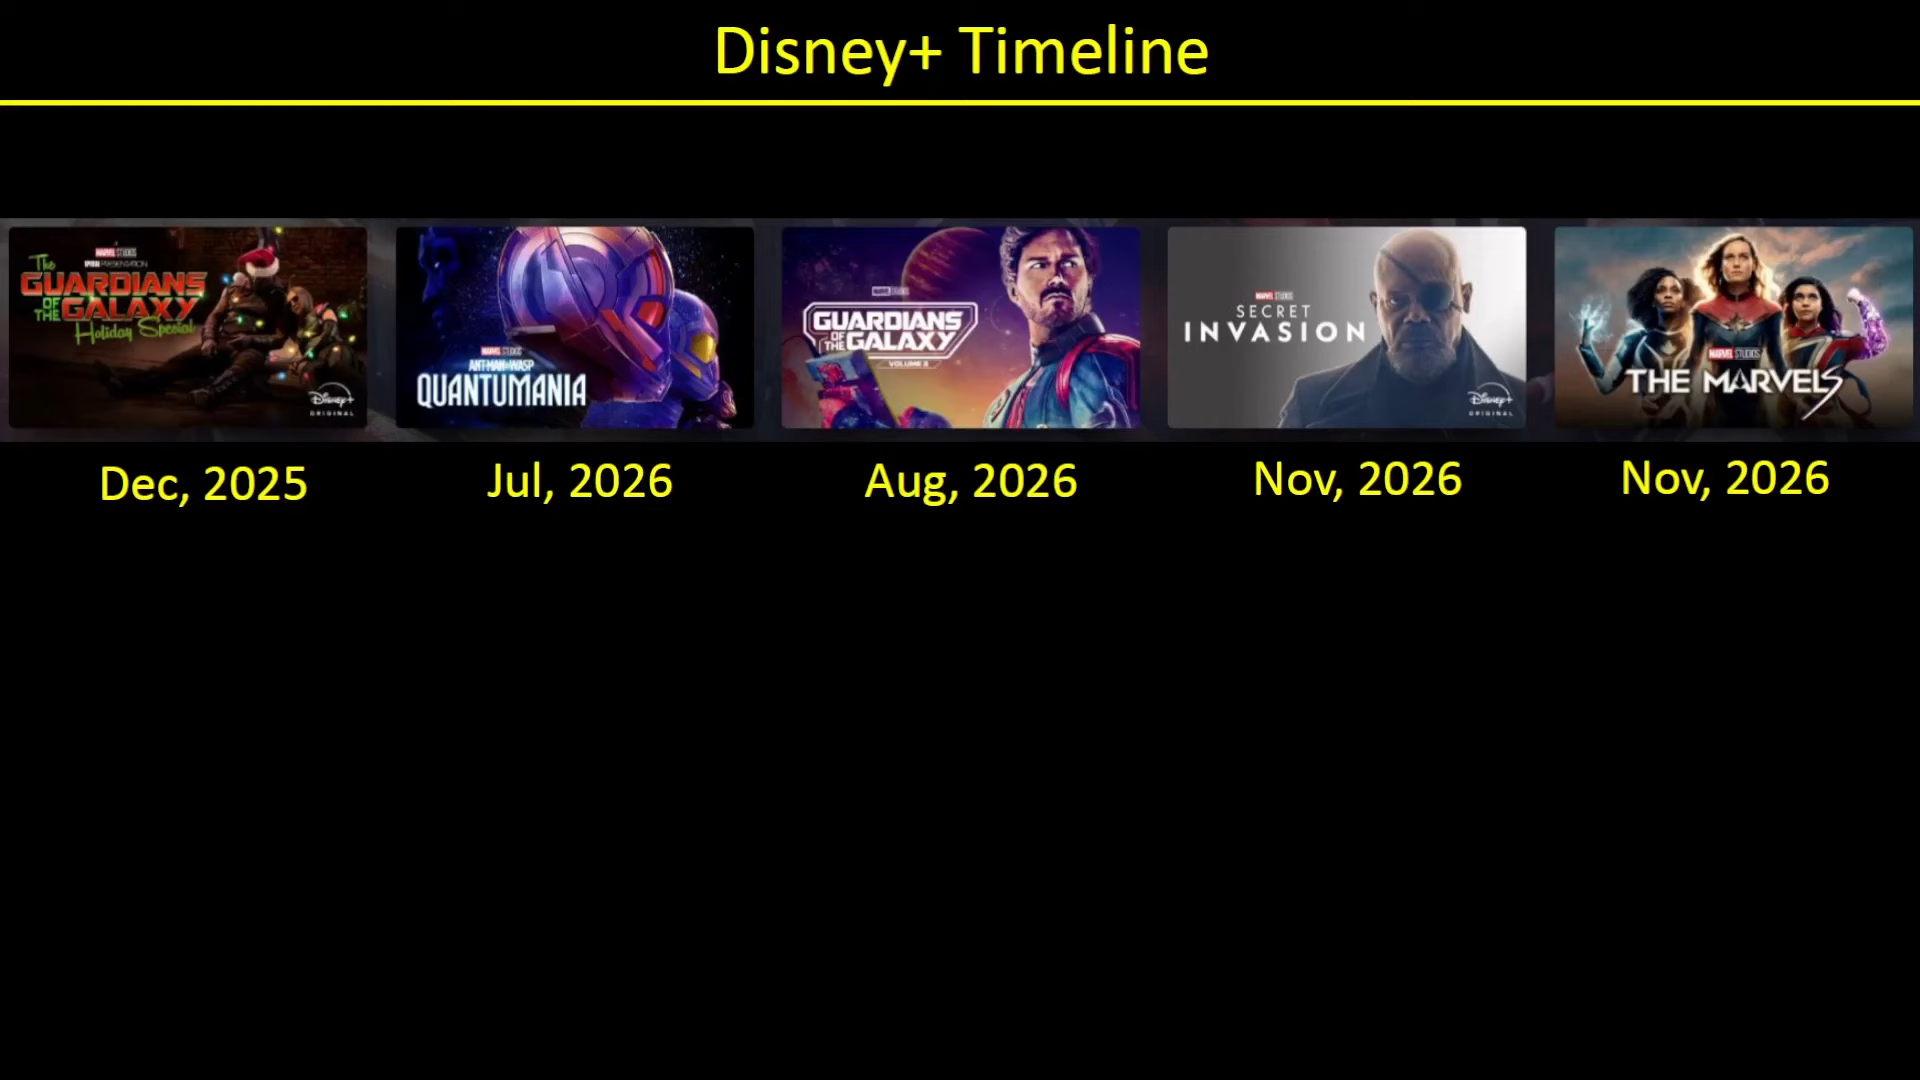 Disney+ Timeline
MARVEL STUDIOS
SPECIAL PRESENTATION
The
GUARDIANS
OF THE GALAXY
Holiday Special
Disney+
ORIGINAL
MARVEL STUDIOS
ANT-MAN AND THE WASP
QUANTUMANIA
MARVEL STUDIOS
GUARDIANS
OF THE GALAXY
VOLUME 3
MARVEL STUDIOS
SECRET
INVASION
Disney+
ORIGINAL
MARVEL STUDIOS
THE MARVELS
Dec, 2025
Jul, 2026
Aug, 2026
Nov, 2026
Nov, 2026